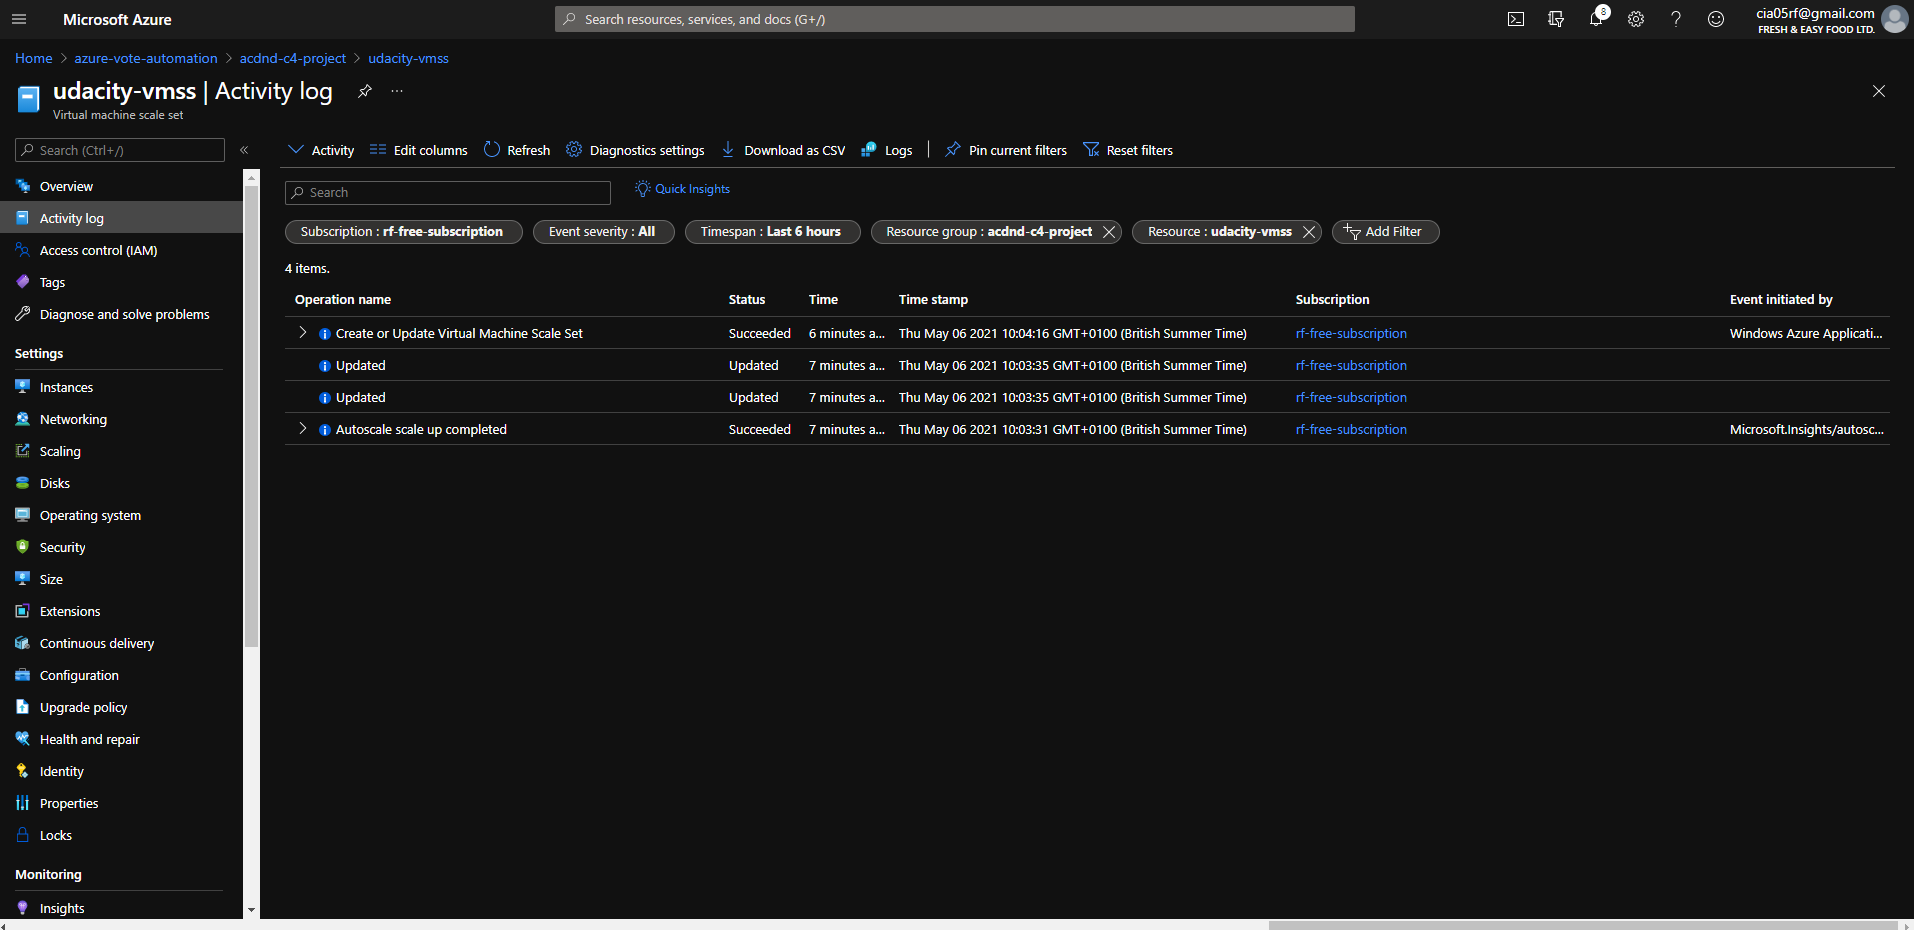 Microsoft Azure
Search resources, services, and docs (G+/)
8
cia05rf@gmail.com
FRESH & EASY FOOD LTD.
Home > azure-vote-automation > acdnd-c4-project > udacity-vmss
udacity-vmss | Activity log
Virtual machine scale set
Search (Ctrl+/)
Overview
Activity log
Access control (IAM)
Tags
Diagnose and solve problems
Settings
Instances
Networking
Scaling
Disks
Operating system
Security
Size
Extensions
Continuous delivery
Configuration
Upgrade policy
Health and repair
Identity
Properties
Locks
Monitoring
Insights
Activity Edit columns Refresh Diagnostics settings Download as CSV Logs Pin current filters Reset filters
Search Quick Insights
Subscription : rf-free-subscription Event severity : All Timespan : Last 6 hours Resource group : acdnd-c4-project Resource : udacity-vmss Add Filter
4 items.
Operation name Status Time Time stamp Subscription Event initiated by
Create or Update Virtual Machine Scale Set Succeeded 6 minutes a... Thu May 06 2021 10:04:16 GMT+0100 (British Summer Time) rf-free-subscription Windows Azure Applicati...
Updated Updated 7 minutes a... Thu May 06 2021 10:03:35 GMT+0100 (British Summer Time) rf-free-subscription
Updated Updated 7 minutes a... Thu May 06 2021 10:03:35 GMT+0100 (British Summer Time) rf-free-subscription
Autoscale scale up completed Succeeded 7 minutes a... Thu May 06 2021 10:03:31 GMT+0100 (British Summer Time) rf-free-subscription Microsoft.Insights/autosc...